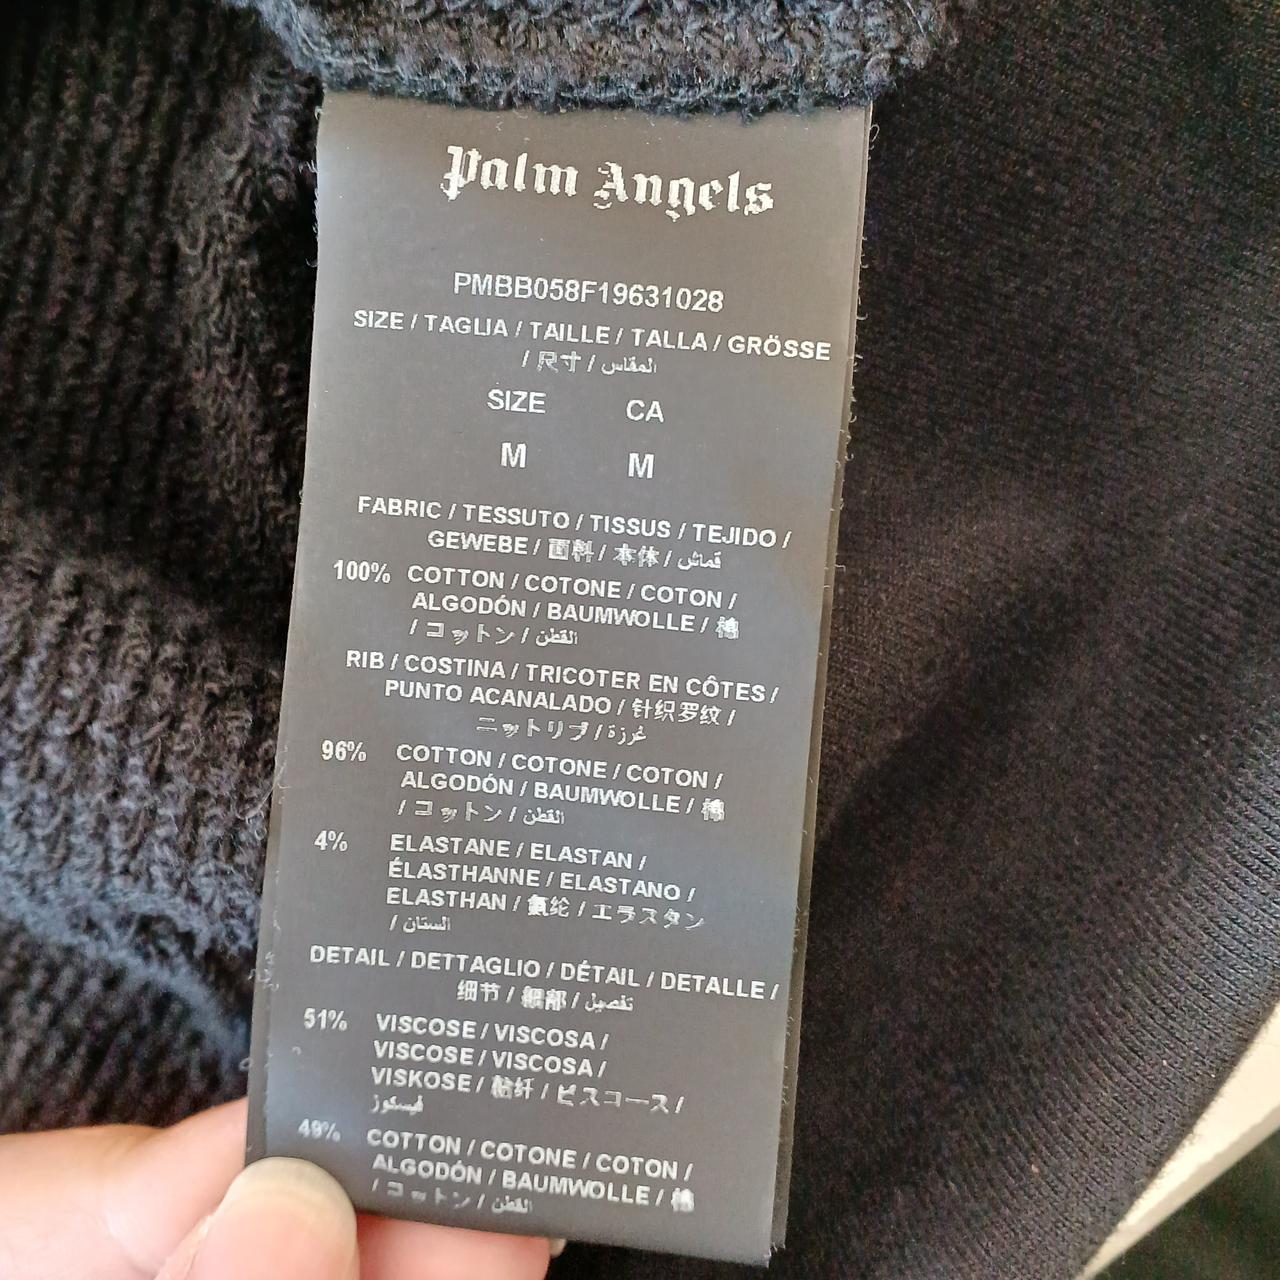 Palm Angels
PMBB058F19631028
SIZE / TAGLIA / TAILLE / TALLA / GRÖSSE
/ 尺寸 / المقاس
SIZE CA
M M
FABRIC / TESSUTO / TISSUS / TEJIDO /
GEWEBE / 面料 / 本体 / قماش
100% COTTON / COTONE / COTON /
ALGODÓN / BAUMWOLLE / 棉
/ コットン / القطن
RIB / COSTINA / TRICOTER EN CÔTES /
PUNTO ACANALADO / 针织罗纹 /
ニットリブ / غرزة
96% COTTON / COTONE / COTON /
ALGODÓN / BAUMWOLLE / 棉
/ コットン / القطن
4% ELASTANE / ELASTAN /
ÉLASTHANNE / ELASTANO /
ELASTHAN / 氨纶 / エラスタン
/ الستان
DETAIL / DETTAGLIO / DÉTAIL / DETALLE /
细节 / 細部 / تفصيل
51% VISCOSE / VISCOSA /
VISCOSE / VISCOSA /
VISKOSE / 粘纤 / ビスコース /
فيسكوز
49% COTTON / COTONE / COTON /
ALGODÓN / BAUMWOLLE / 棉
/ コットン / القطن